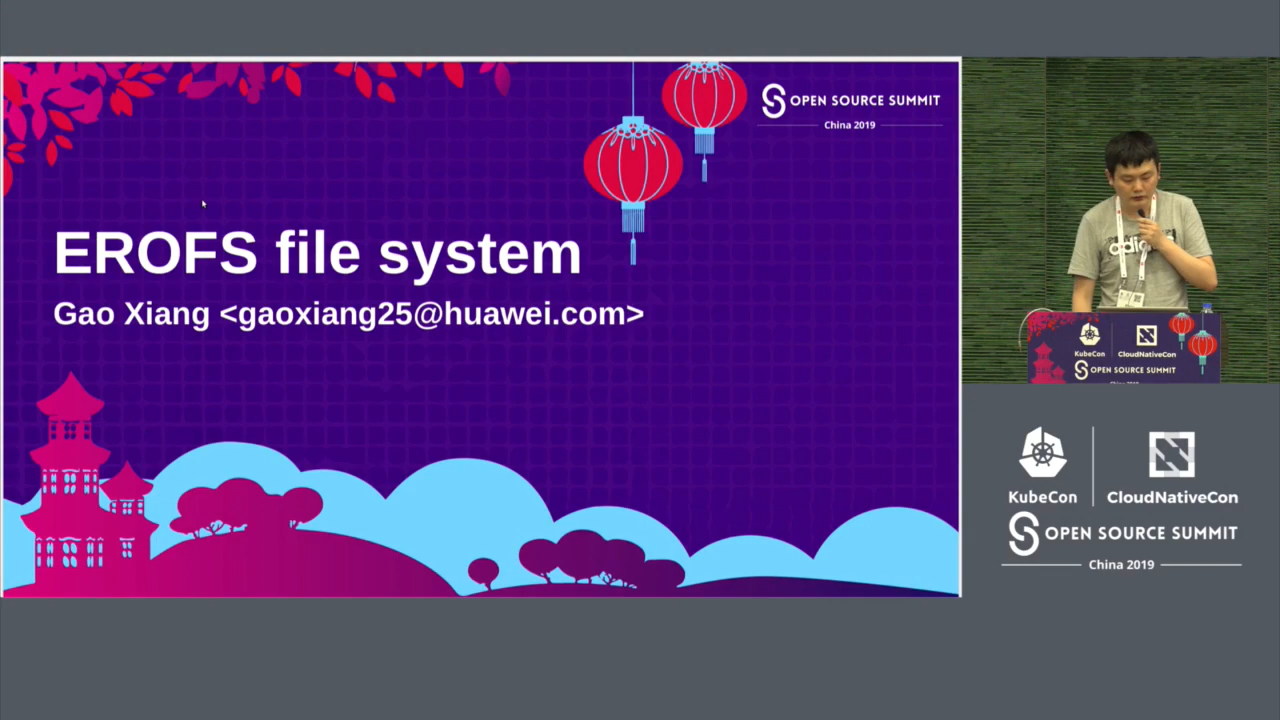 OPEN SOURCE SUMMIT
China 2019
EROFS file system
Gao Xiang <gaoxiang25@huawei.com>
KubeCon
CloudNativeCon
OPEN SOURCE SUMMIT
KubeCon
CloudNativeCon
OPEN SOURCE SUMMIT
China 2019